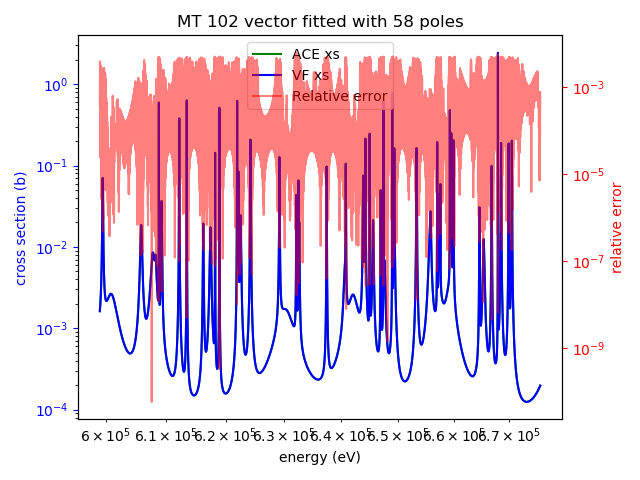 MT 102 vector fitted with 58 poles
ACE xs
VF xs
Relative error
10⁰
10⁻¹
10⁻²
10⁻³
10⁻⁴
cross section (b)
10⁻³
10⁻⁵
10⁻⁷
10⁻⁹
relative error
6 × 10⁵ 6.1 × 10⁵ 6.2 × 10⁵ 6.3 × 10⁵ 6.4 × 10⁵ 6.5 × 10⁵ 6.6 × 10⁵ 6.7 × 10⁵
energy (eV)